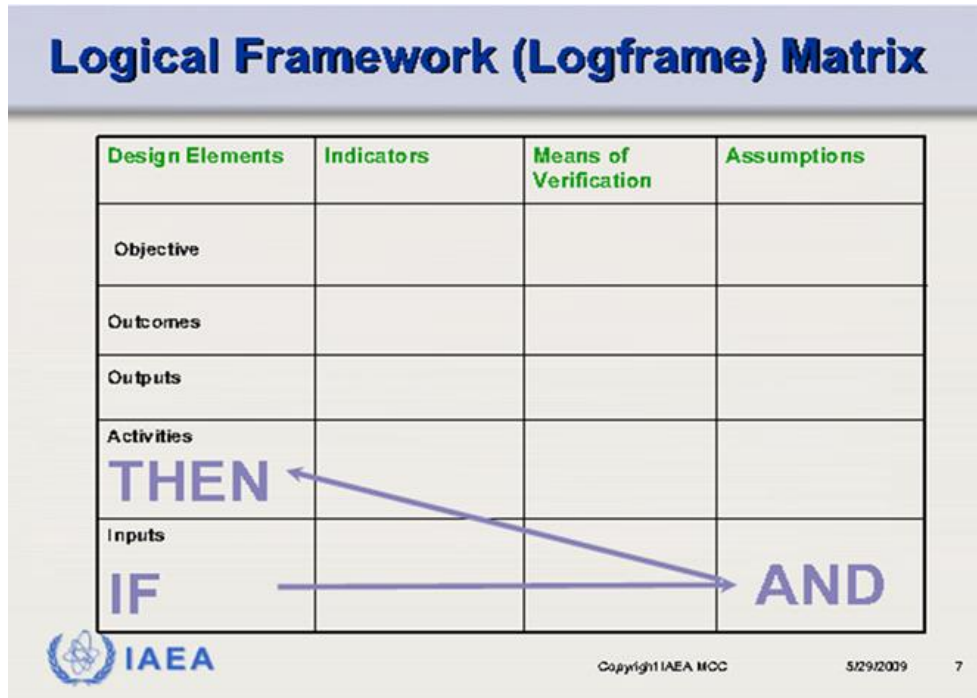 Logical Framework (Logframe) Matrix
Design Elements
Indicators
Means of
Verification
Assumptions
Objective
Outcomes
Outputs
Activities
THEN
Inputs
IF
AND
IAEA
Copyright IAEA MCC
5/29/2009
7